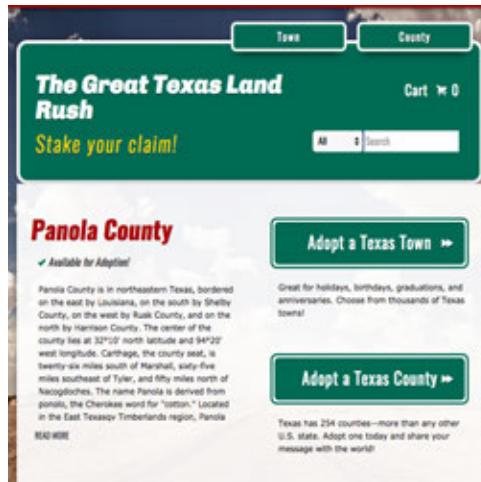 Town
County
The Great Texas Land
Rush
Cart 0
Stake your claim!
All
Search
Panola County
Available for Adoption!
Panola County is in northeastern Texas, bordered
on the east by Louisiana, on the south by Shelby
County, on the west by Rusk County, and on the
north by Harrison County. The center of the
county lies at 32°10' north latitude and 94°20'
west longitude. Carthage, the county seat, is
twenty-six miles south of Marshall, sixty-five
miles southeast of Tyler, and fifty miles north of
Nacogdoches. The name Panola is derived from
ponolo, the Cherokee word for "cotton." Located
in the East Texasqv Timberlands region, Panola
READ MORE
Adopt a Texas Town
Great for holidays, birthdays, graduations, and
anniversaries. Choose from thousands of Texas
towns!
Adopt a Texas County
Texas has 254 counties—more than any other
U.S. state. Adopt one today and share your
message with the world!